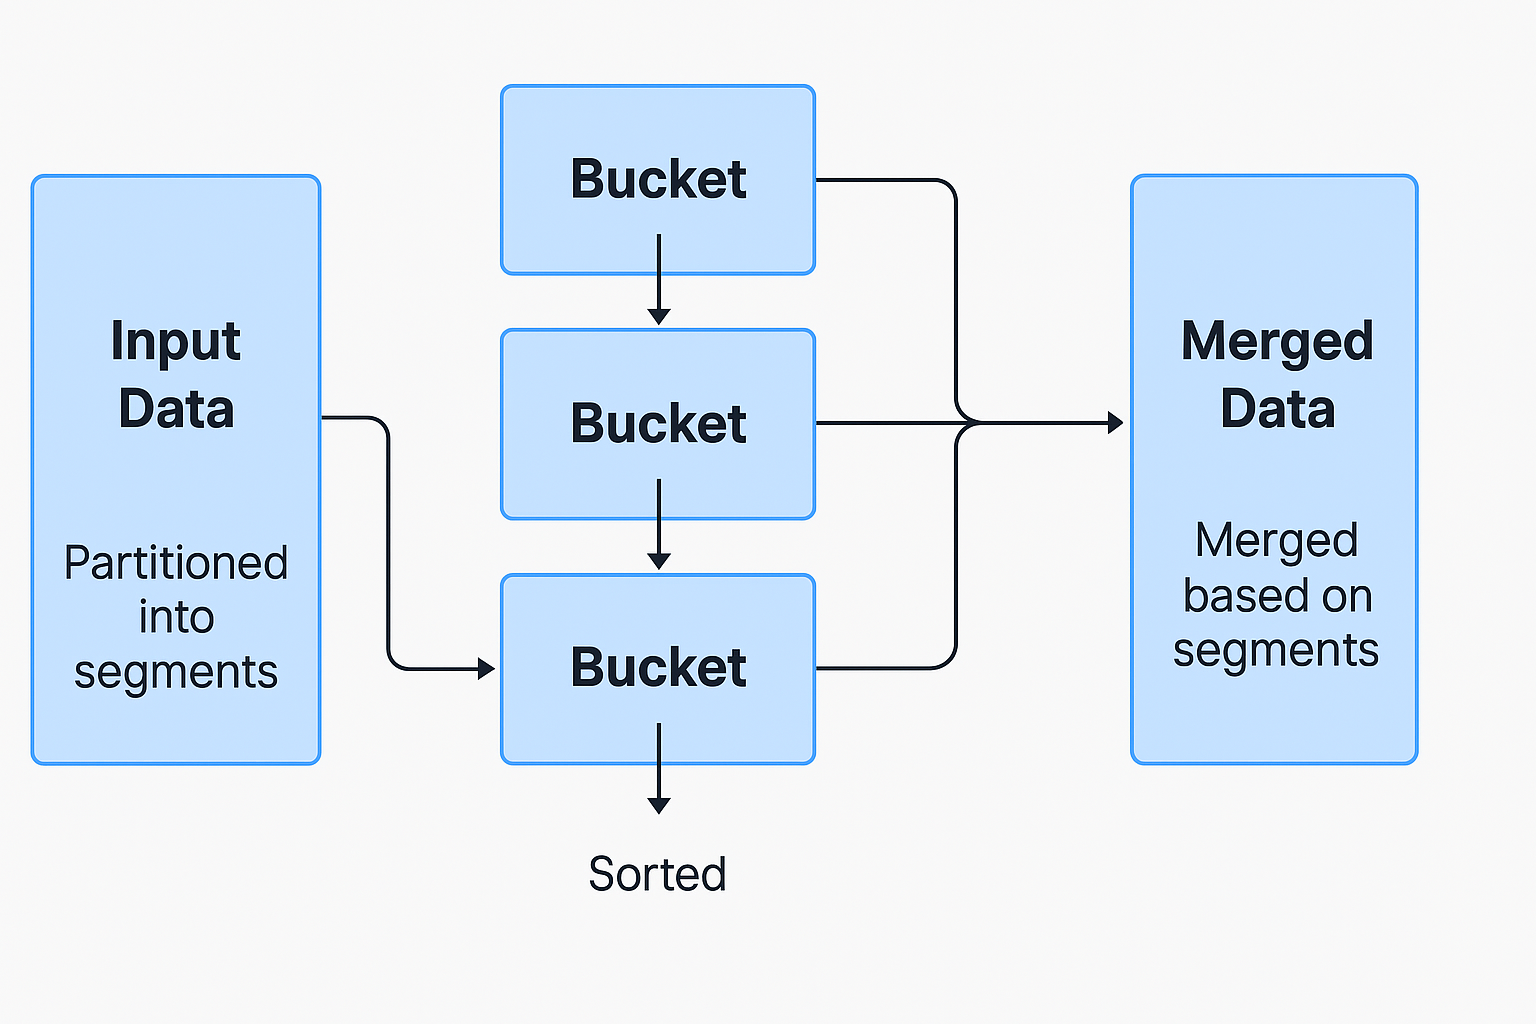 Input
Data
Partitioned
into
segments
Bucket
Bucket
Bucket
Sorted
Merged
Data
Merged
based on
segments